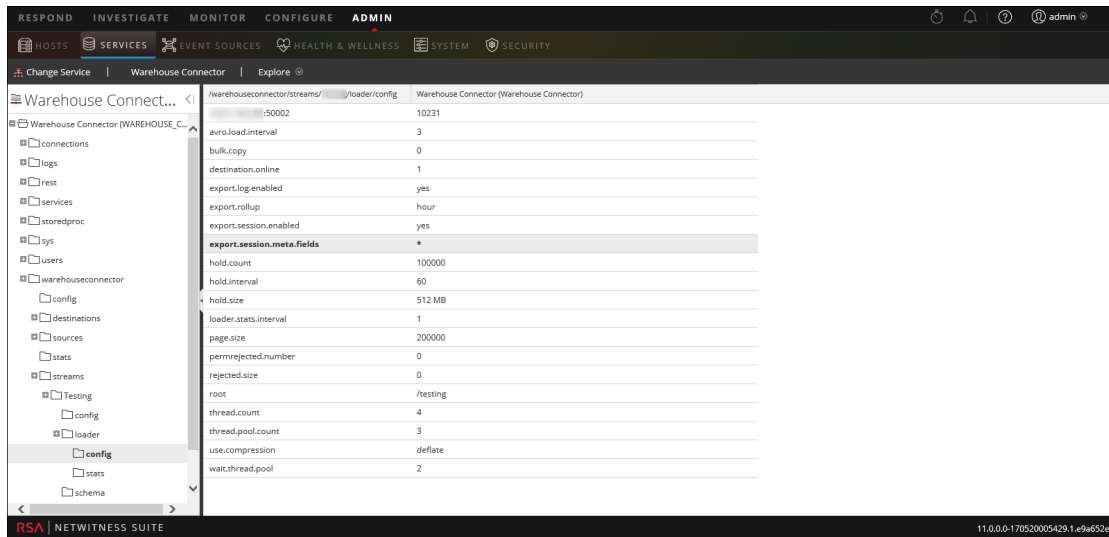 RESPOND INVESTIGATE MONITOR CONFIGURE ADMIN
admin
HOSTS SERVICES EVENT SOURCES HEALTH & WELLNESS SYSTEM SECURITY
Change Service | Warehouse Connector | Explore
Warehouse Connect...
Warehouse Connector (WAREHOUSE_C...
connections
logs
rest
services
storedproc
sys
users
warehouseconnector
config
destinations
sources
stats
streams
Testing
config
loader
config
stats
schema
/warehouseconnector/streams/ /loader/config Warehouse Connector (Warehouse Connector)
:50002 10231
avro.load.interval 3
bulk.copy 0
destination.online 1
export.log.enabled yes
export.rollup hour
export.session.enabled yes
export.session.meta.fields *
hold.count 100000
hold.interval 60
hold.size 512 MB
loader.stats.interval 1
page.size 200000
permrejected.number 0
rejected.size 0
root /testing
thread.count 4
thread.pool.count 3
use.compression deflate
wait.thread.pool 2
RSA | NETWITNESS SUITE
11.0.0.0-170520005429.1.e9a652e